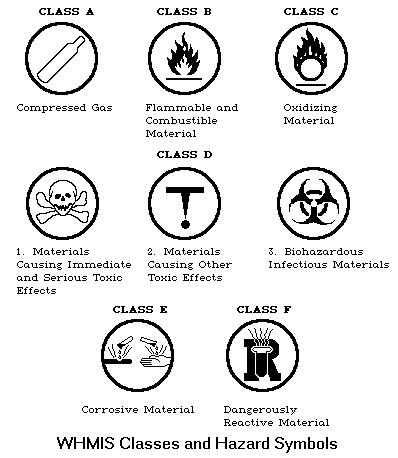 CLASS A
CLASS B
CLASS C
Compressed Gas
Flammable and
Combustible
Material
Oxidizing
Material
CLASS D
1. Materials
Causing Immediate
and Serious Toxic
Effects
2. Materials
Causing Other
Toxic Effects
3. Biohazardous
Infectious Materials
CLASS E
CLASS F
R
Corrosive Material
Dangerously
Reactive Material
WHMIS Classes and Hazard Symbols